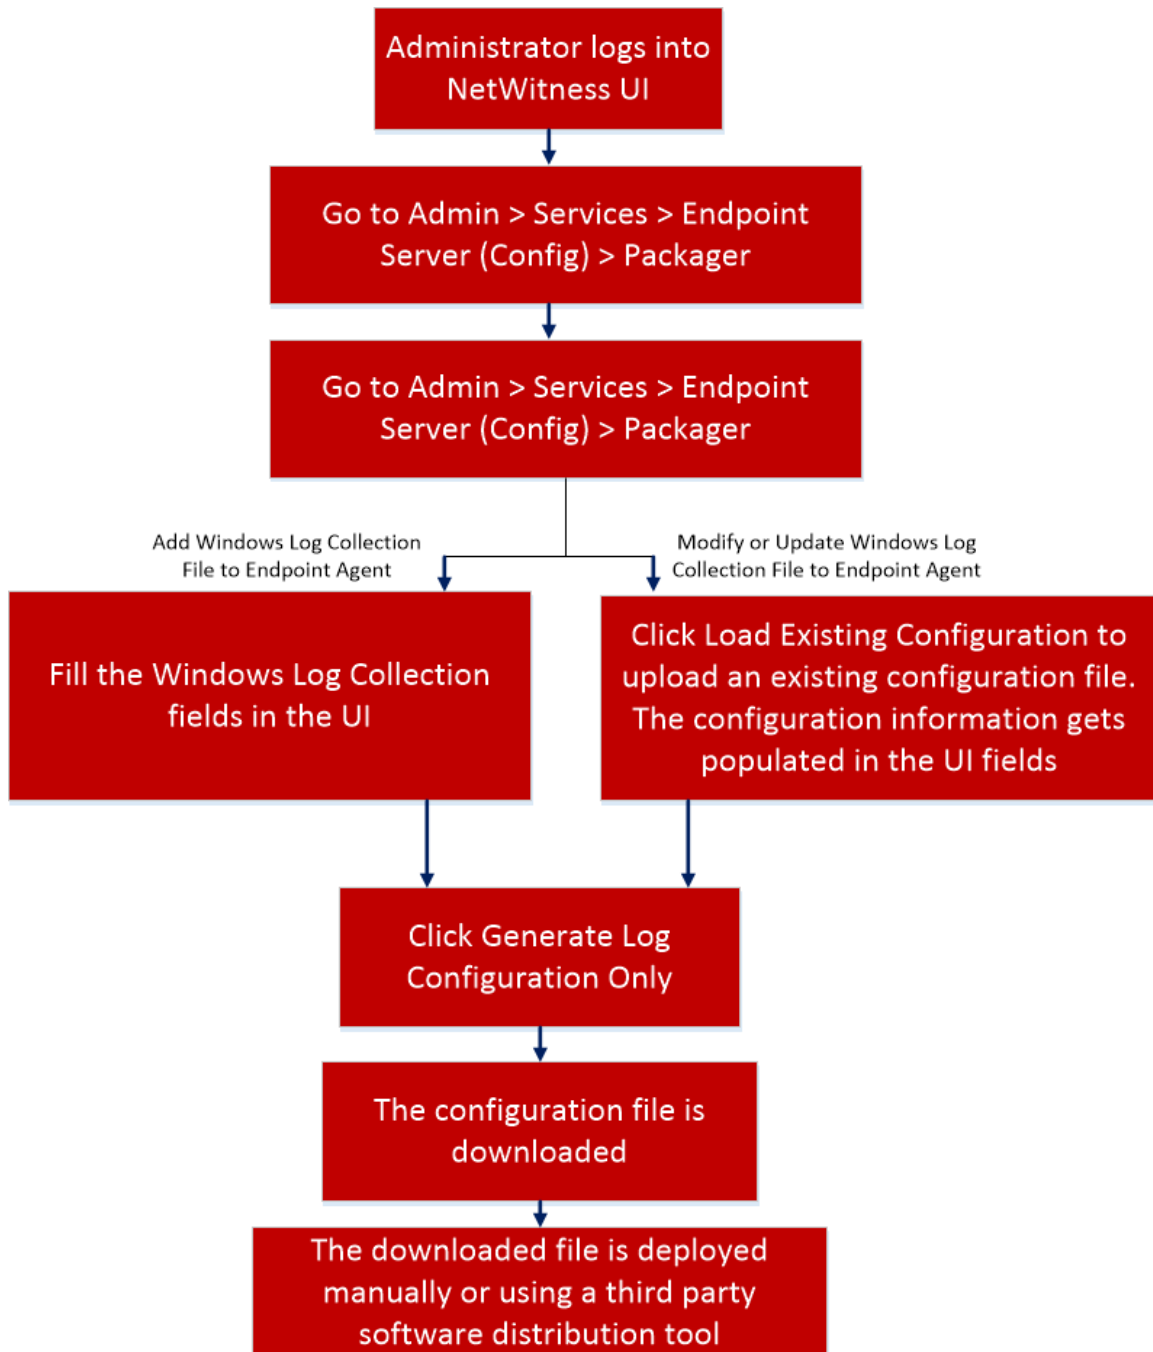 Administrator logs into
NetWitness UI
Go to Admin > Services > Endpoint
Server (Config) > Packager
Go to Admin > Services > Endpoint
Server (Config) > Packager
Add Windows Log Collection
File to Endpoint Agent
Modify or Update Windows Log
Collection File to Endpoint Agent
Fill the Windows Log Collection
fields in the UI
Click Load Existing Configuration to
upload an existing configuration file.
The configuration information gets
populated in the UI fields
Click Generate Log
Configuration Only
The configuration file is
downloaded
The downloaded file is deployed
manually or using a third party
software distribution tool